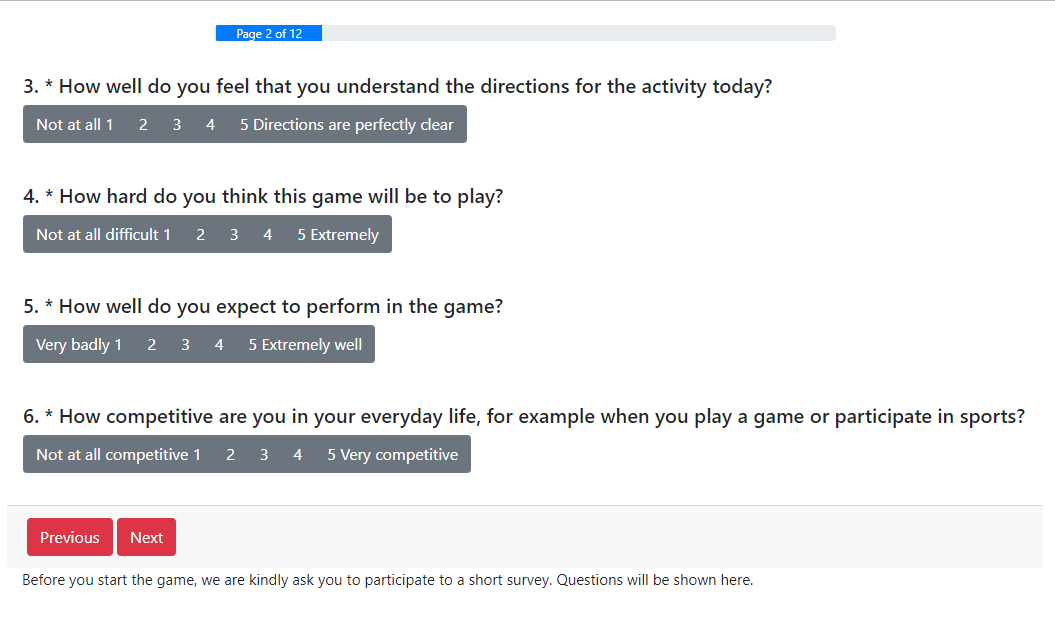 Page 2 of 12
3. * How well do you feel that you understand the directions for the activity today?
Not at all 1 2 3 4 5 Directions are perfectly clear
4. * How hard do you think this game will be to play?
Not at all difficult 1 2 3 4 5 Extremely
5. * How well do you expect to perform in the game?
Very badly 1 2 3 4 5 Extremely well
6. * How competitive are you in your everyday life, for example when you play a game or participate in sports?
Not at all competitive 1 2 3 4 5 Very competitive
Previous Next
Before you start the game, we are kindly ask you to participate to a short survey. Questions will be shown here.